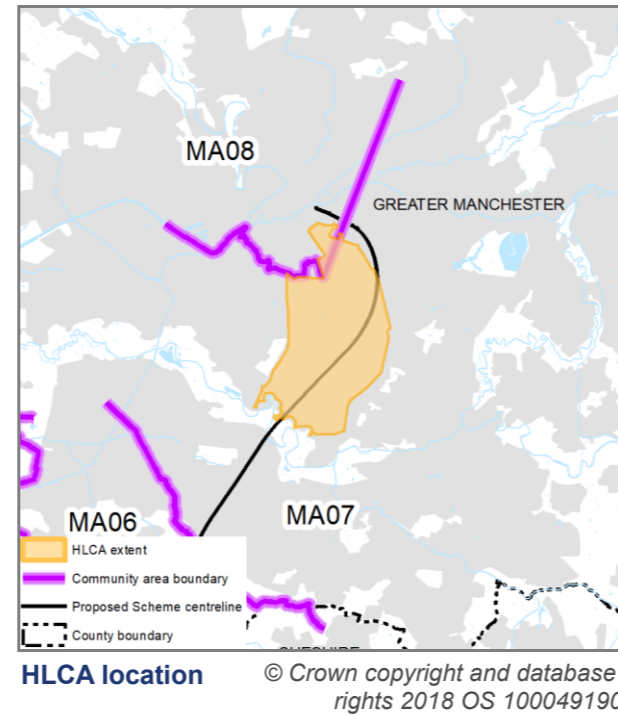 MA08
GREATER MANCHESTER
MA06
MA07
HLCA extent
Community area boundary
Proposed Scheme centreline
County boundary
HLCA location
© Crown copyright and database
rights 2018 OS 100049190